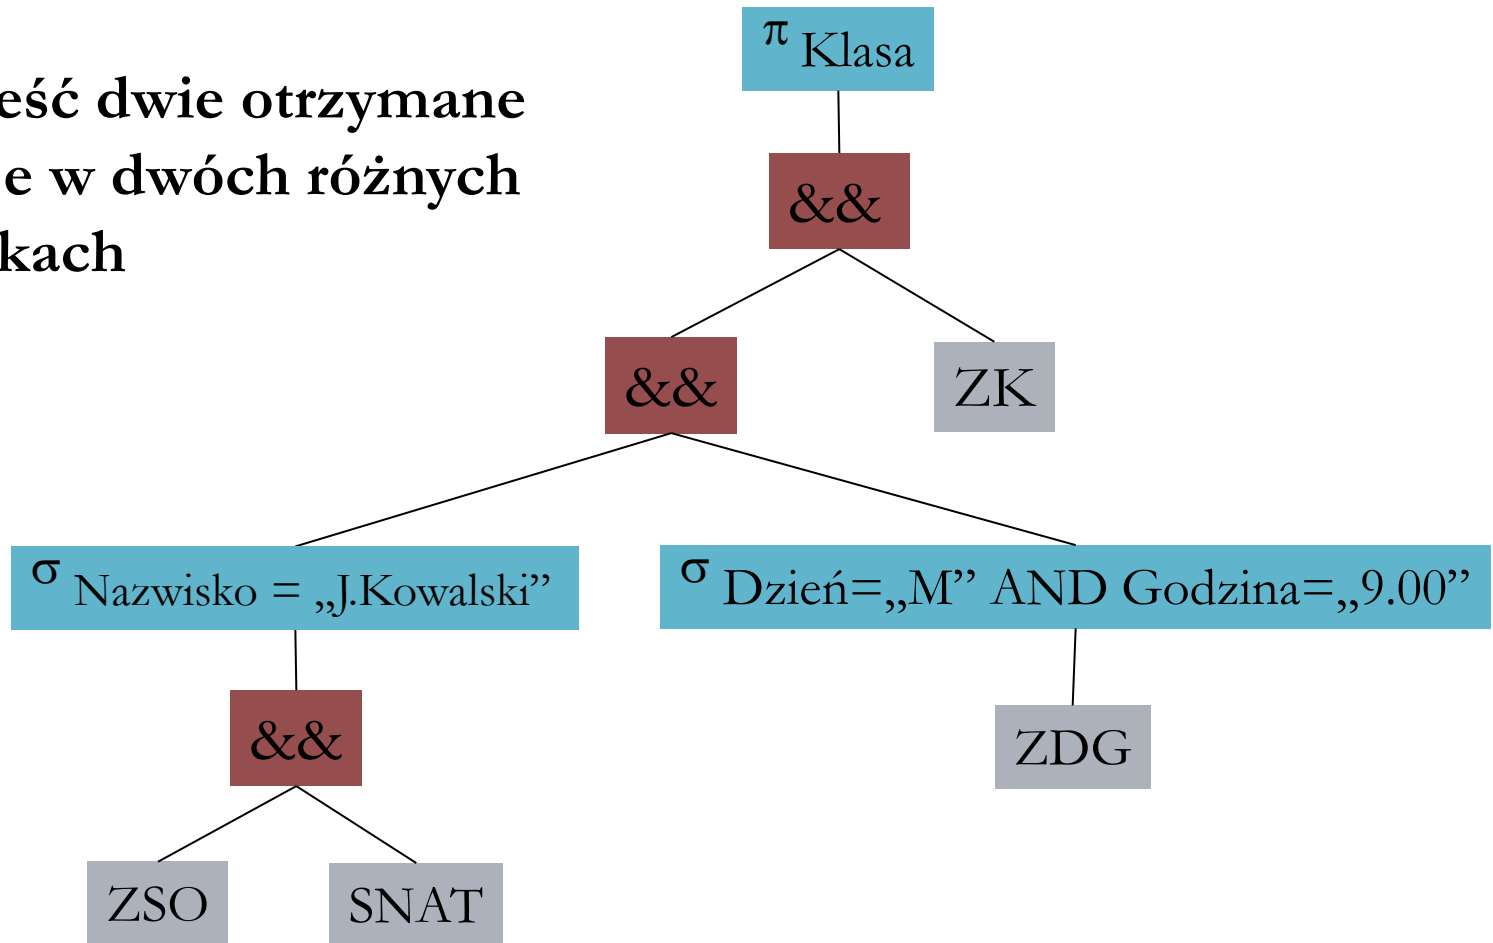 π Klasa
eść dwie otrzymane
e w dwóch różnych
kach
&&
&&
ZK
σ Nazwisko = „J.Kowalski”
σ Dzień=„M” AND Godzina=„9.00”
&&
ZDG
ZSO
SNAT